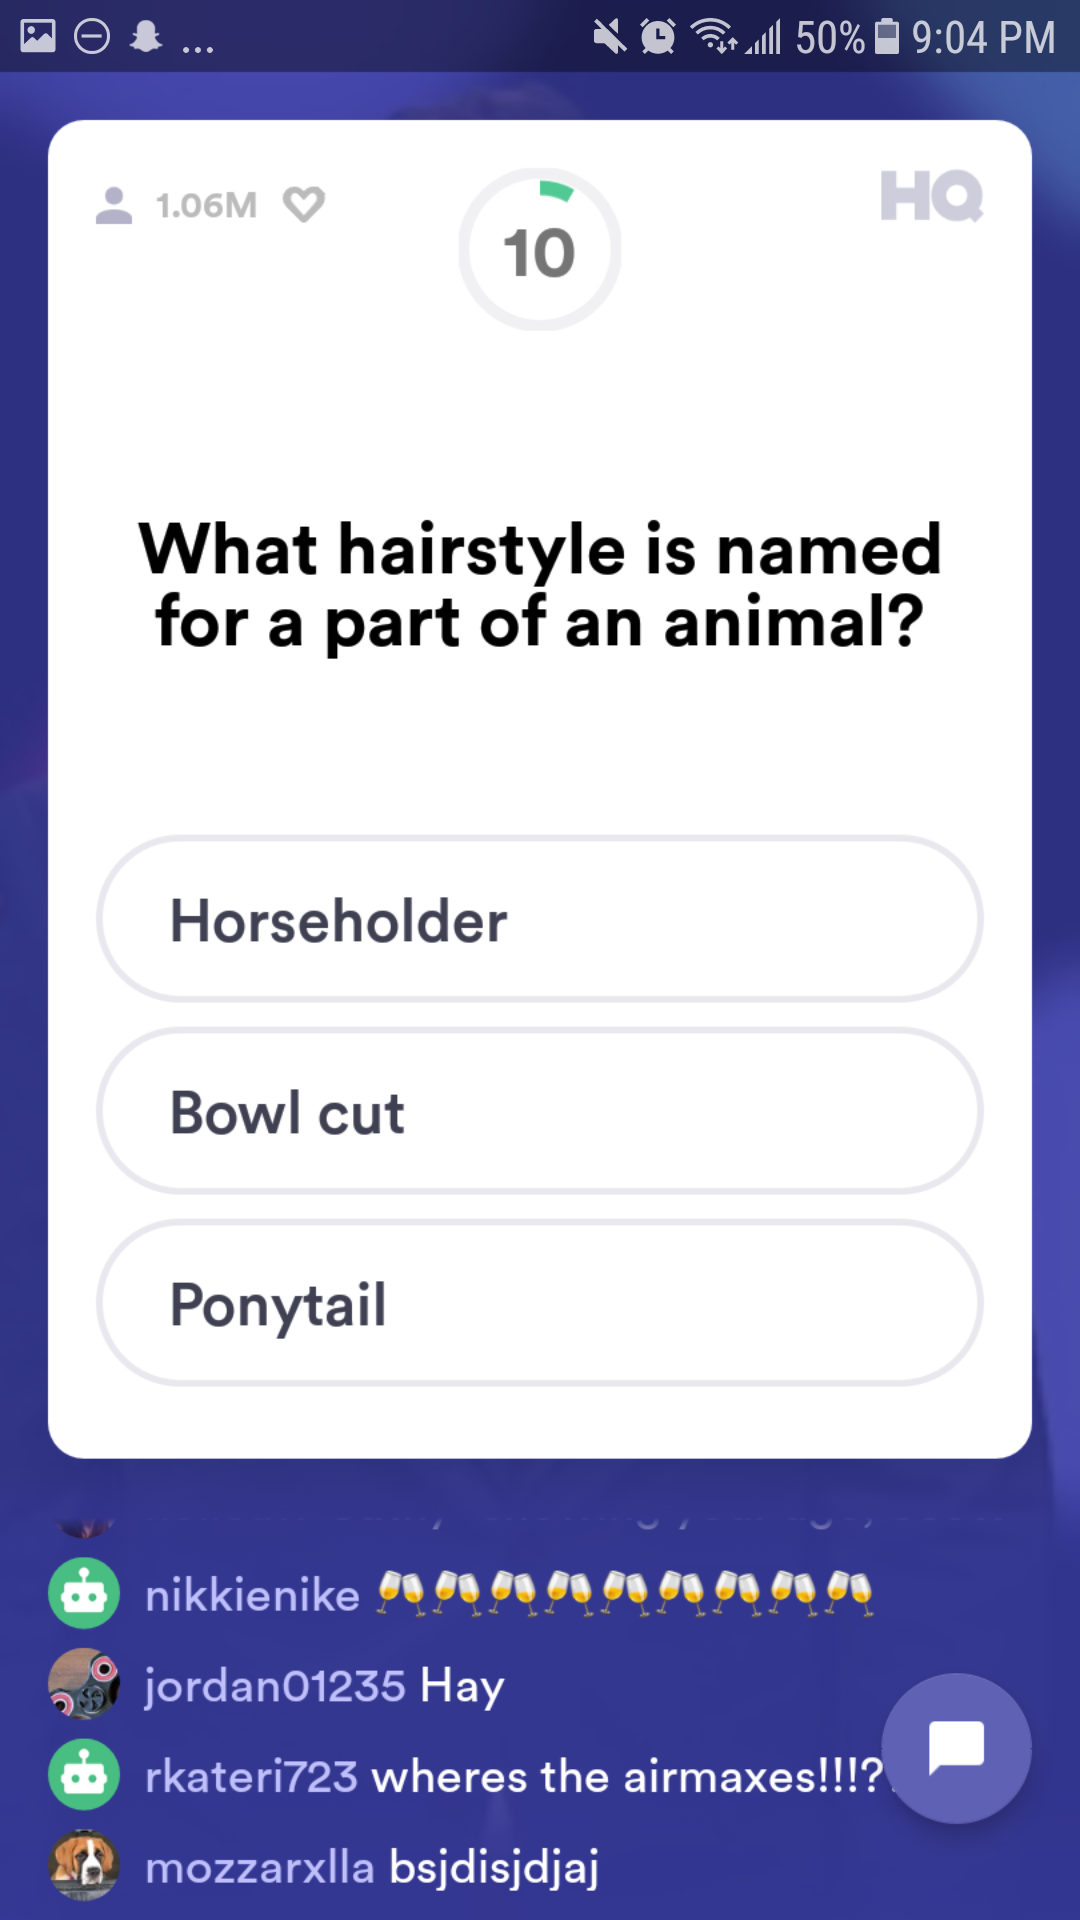 ... 50% 9:04 PM
1.06M
10
HQ
What hairstyle is named
for a part of an animal?
Horseholder
Bowl cut
Ponytail
nikkienike 🥂🥂🥂🥂🥂🥂🥂🥂🥂
jordan01235 Hay
rkateri723 wheres the airmaxes!!!?
mozzarxlla bsjdisjdjaj